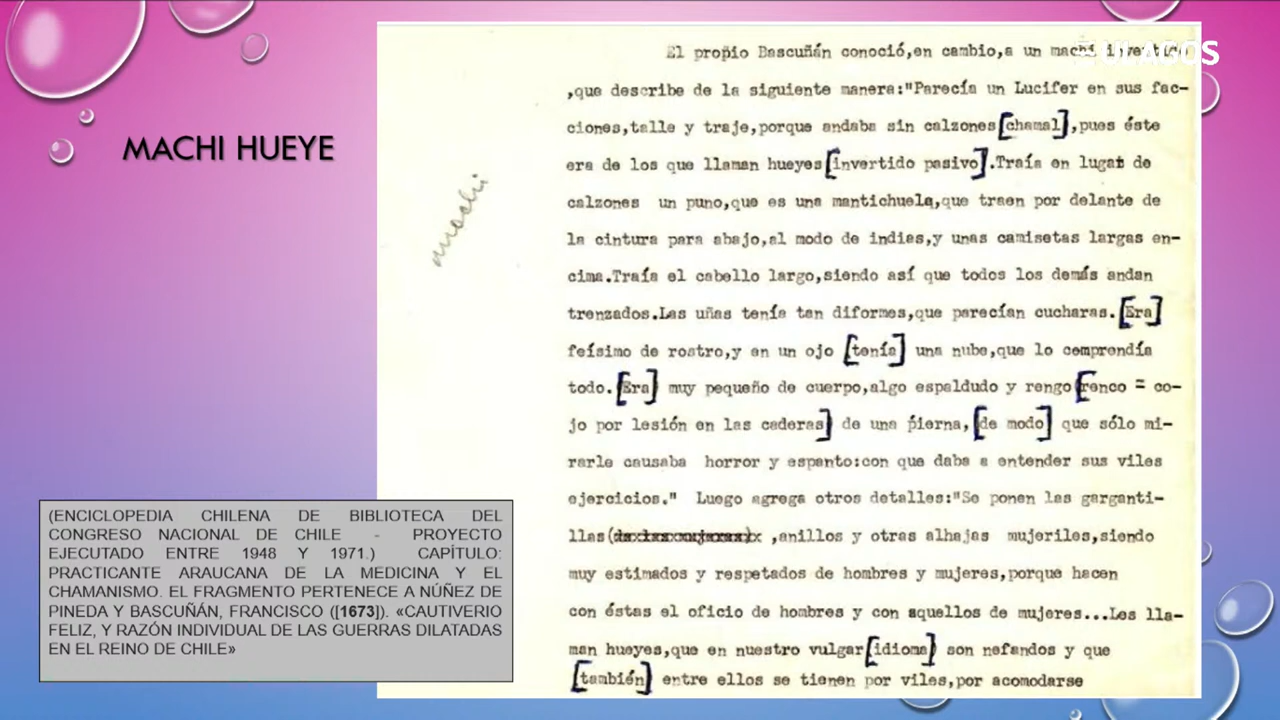 MACHI HUEYE
ULAGOS
El propio Bascuñán conoció,en cambio,a un machi invertido
,que describe de la siguiente manera:"Parecía un Lucifer en sus fac-
ciones,talle y traje,porque andaba sin calzones[chamal],pues éste
era de los que llaman hueyes[invertido pasivo].Traía en lugar de
calzones un puno,que es una mantichuela,que traen por delante de
la cintura para abajo,al modo de indias,y unas camisetas largas en-
cima.Traía el cabello largo,siendo así que todos los demás andan
trenzados.Las uñas tenía tan diformes,que parecían cucharas.[Era]
feísimo de rostro,y en un ojo [tenía] una nube,que lo comprendía
todo.[Era] muy pequeño de cuerpo,algo espaldudo y rengo[renco = co-
jo por lesión en las caderas] de una pierna,[de modo] que sólo mi-
rarle causaba horror y espanto:con que daba a entender sus viles
ejercicios." Luego agrega otros detalles:"Se ponen las garganti-
llas ,anillos y otras alhajas mujeriles,siendo
muy estimados y respetados de hombres y mujeres,porque hacen
con éstas el oficio de hombres y con aquellos de mujeres...Les lla-
man hueyes,que en nuestro vulgar[idioma] son nefandos y que
[también] entre ellos se tienen por viles,por acomodarse
machi
(ENCICLOPEDIA CHILENA DE BIBLIOTECA DEL
CONGRESO NACIONAL DE CHILE - PROYECTO
EJECUTADO ENTRE 1948 Y 1971.) CAPÍTULO:
PRACTICANTE ARAUCANA DE LA MEDICINA Y EL
CHAMANISMO. EL FRAGMENTO PERTENECE A NÚÑEZ DE
PINEDA Y BASCUÑÁN, FRANCISCO ([1673]). «CAUTIVERIO
FELIZ, Y RAZÓN INDIVIDUAL DE LAS GUERRAS DILATADAS
EN EL REINO DE CHILE»